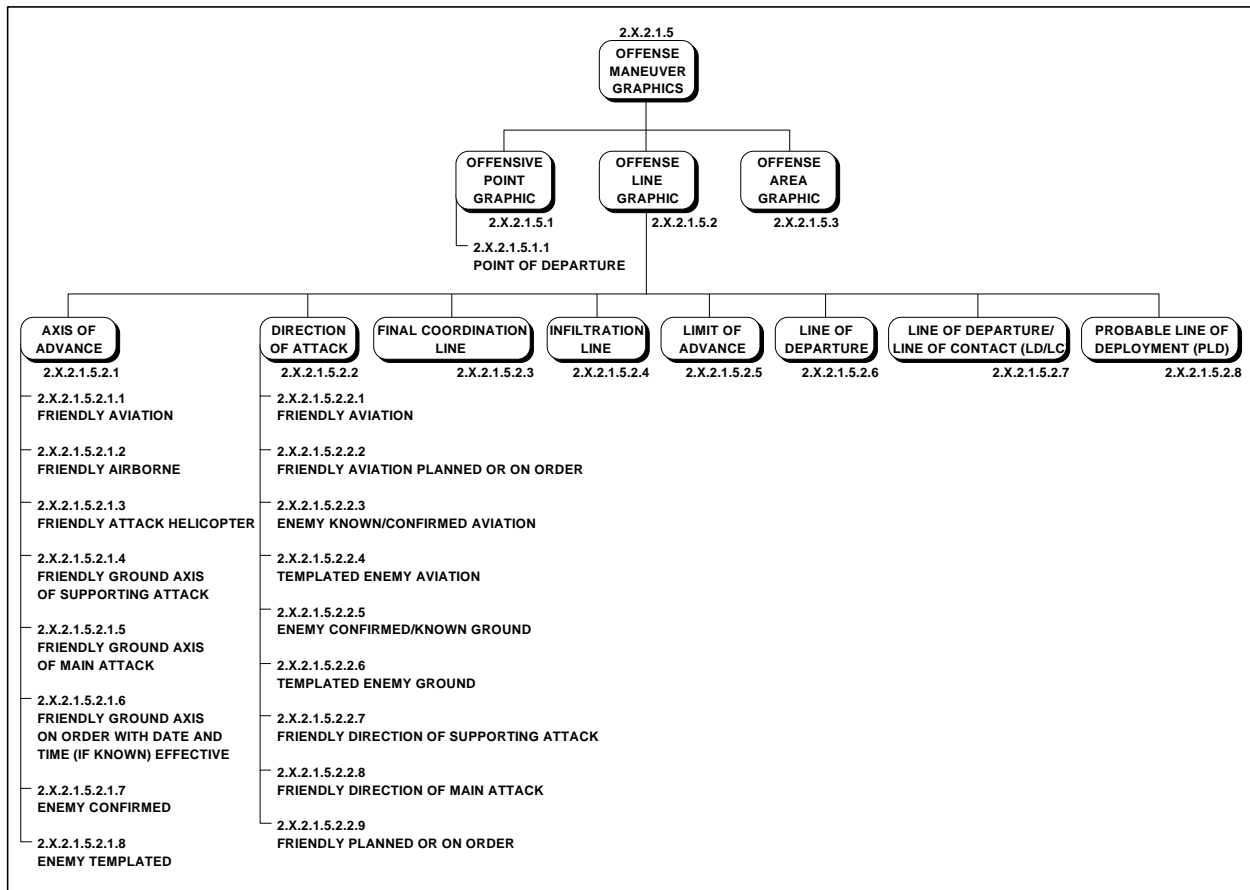 2.X.2.1.5
OFFENSE
MANEUVER
GRAPHICS
OFFENSIVE
POINT
GRAPHIC
2.X.2.1.5.1
2.X.2.1.5.1.1
POINT OF DEPARTURE
OFFENSE
LINE
GRAPHIC
2.X.2.1.5.2
OFFENSE
AREA
GRAPHIC
2.X.2.1.5.3
AXIS OF
ADVANCE
2.X.2.1.5.2.1
2.X.2.1.5.2.1.1
FRIENDLY AVIATION
2.X.2.1.5.2.1.2
FRIENDLY AIRBORNE
2.X.2.1.5.2.1.3
FRIENDLY ATTACK HELICOPTER
2.X.2.1.5.2.1.4
FRIENDLY GROUND AXIS
OF SUPPORTING ATTACK
2.X.2.1.5.2.1.5
FRIENDLY GROUND AXIS
OF MAIN ATTACK
2.X.2.1.5.2.1.6
FRIENDLY GROUND AXIS
ON ORDER WITH DATE AND
TIME (IF KNOWN) EFFECTIVE
2.X.2.1.5.2.1.7
ENEMY CONFIRMED
2.X.2.1.5.2.1.8
ENEMY TEMPLATED
DIRECTION
OF ATTACK
2.X.2.1.5.2.2
2.X.2.1.5.2.2.1
FRIENDLY AVIATION
2.X.2.1.5.2.2.2
FRIENDLY AVIATION PLANNED OR ON ORDER
2.X.2.1.5.2.2.3
ENEMY KNOWN/CONFIRMED AVIATION
2.X.2.1.5.2.2.4
TEMPLATED ENEMY AVIATION
2.X.2.1.5.2.2.5
ENEMY CONFIRMED/KNOWN GROUND
2.X.2.1.5.2.2.6
TEMPLATED ENEMY GROUND
2.X.2.1.5.2.2.7
FRIENDLY DIRECTION OF SUPPORTING ATTACK
2.X.2.1.5.2.2.8
FRIENDLY DIRECTION OF MAIN ATTACK
2.X.2.1.5.2.2.9
FRIENDLY PLANNED OR ON ORDER
FINAL COORDINATION
LINE
2.X.2.1.5.2.3
INFILTRATION
LINE
2.X.2.1.5.2.4
LIMIT OF
ADVANCE
2.X.2.1.5.2.5
LINE OF
DEPARTURE
2.X.2.1.5.2.6
LINE OF DEPARTURE/
LINE OF CONTACT (LD/LC)
2.X.2.1.5.2.7
PROBABLE LINE OF
DEPLOYMENT (PLD)
2.X.2.1.5.2.8